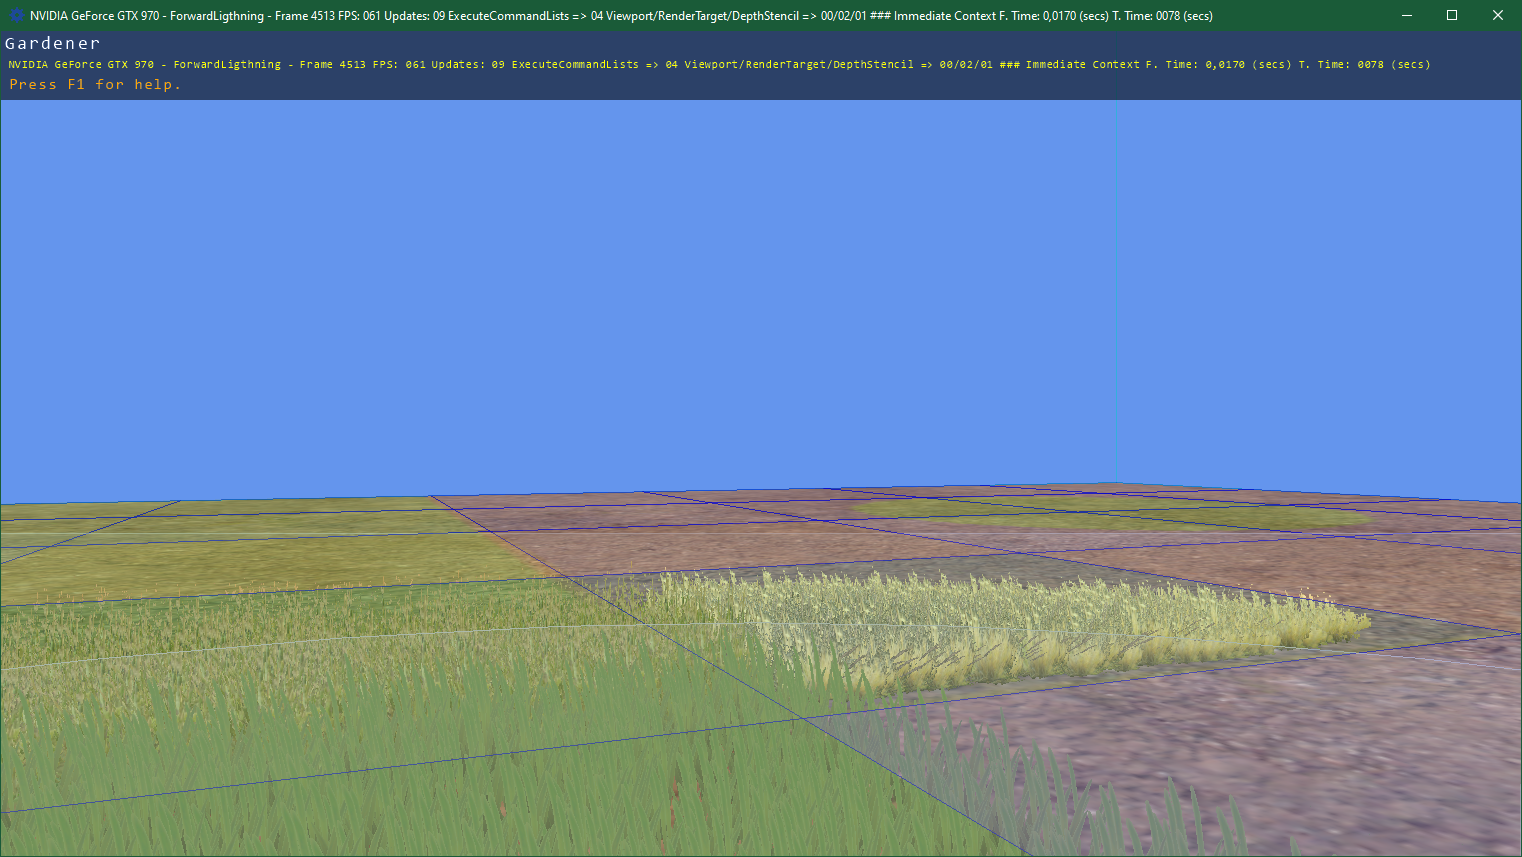 NVIDIA GeForce GTX 970 - ForwardLigthning - Frame 4513 FPS: 061 Updates: 09 ExecuteCommandLists => 04 Viewport/RenderTarget/DepthStencil => 00/02/01 ### Immediate Context F. Time: 0,0170 (secs) T. Time: 0078 (secs)
Gardener
NVIDIA GeForce GTX 970 - ForwardLigthning - Frame 4513 FPS: 061 Updates: 09 ExecuteCommandLists => 04 Viewport/RenderTarget/DepthStencil => 00/02/01 ### Immediate Context F. Time: 0,0170 (secs) T. Time: 0078 (secs)
Press F1 for help.